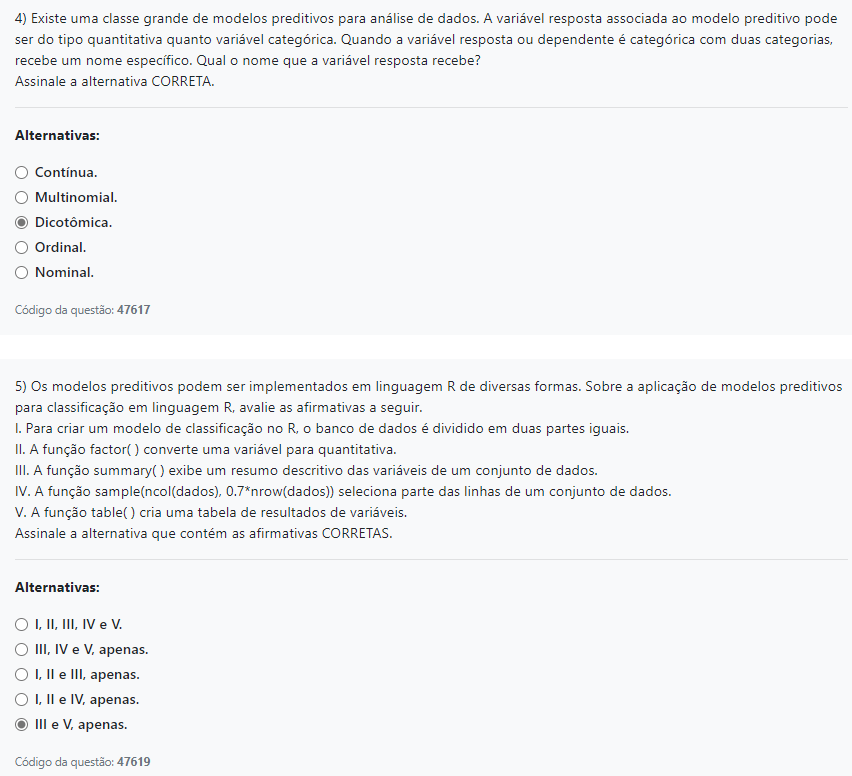 4) Existe uma classe grande de modelos preditivos para análise de dados. A variável resposta associada ao modelo preditivo pode
ser do tipo quantitativa quanto variável categórica. Quando a variável resposta ou dependente é categórica com duas categorias,
recebe um nome específico. Qual o nome que a variável resposta recebe?
Assinale a alternativa CORRETA.
Alternativas:
Contínua.
Multinomial.
Dicotômica.
Ordinal.
Nominal.
Código da questão: 47617
5) Os modelos preditivos podem ser implementados em linguagem R de diversas formas. Sobre a aplicação de modelos preditivos
para classificação em linguagem R, avalie as afirmativas a seguir.
I. Para criar um modelo de classificação no R, o banco de dados é dividido em duas partes iguais.
II. A função factor( ) converte uma variável para quantitativa.
III. A função summary( ) exibe um resumo descritivo das variáveis de um conjunto de dados.
IV. A função sample(ncol(dados), 0.7*nrow(dados)) seleciona parte das linhas de um conjunto de dados.
V. A função table( ) cria uma tabela de resultados de variáveis.
Assinale a alternativa que contém as afirmativas CORRETAS.
Alternativas:
I, II, III, IV e V.
III, IV e V, apenas.
I, II e III, apenas.
I, II e IV, apenas.
III e V, apenas.
Código da questão: 47619